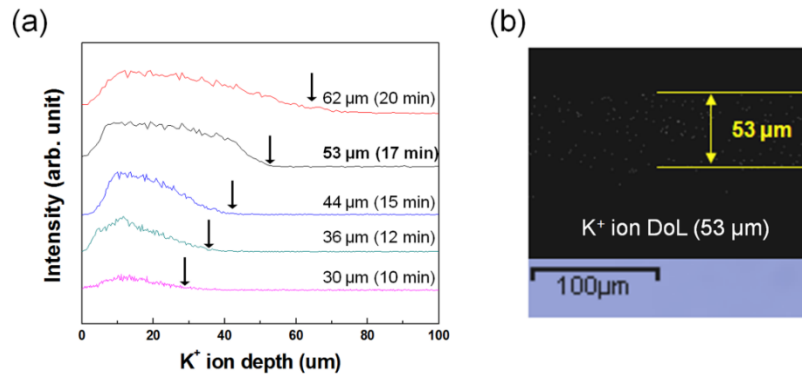 (a)
Intensity (arb. unit)
62 µm (20 min)
53 µm (17 min)
44 µm (15 min)
36 µm (12 min)
30 µm (10 min)
0 20 40 60 80 100
K⁺ ion depth (um)
(b)
53 µm
K⁺ ion DoL (53 µm)
100µm